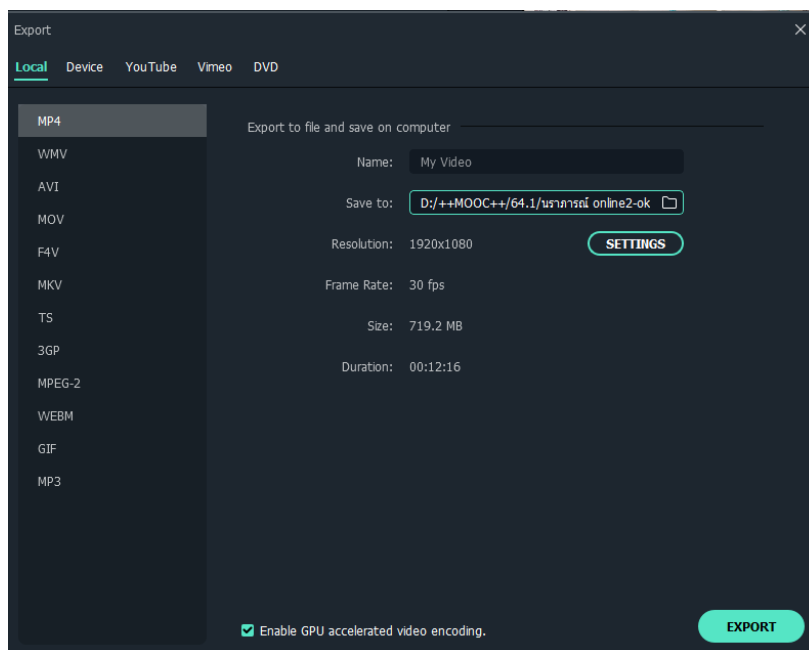 Export
Local Device YouTube Vimeo DVD
MP4
WMV
AVI
MOV
F4V
MKV
TS
3GP
MPEG-2
WEBM
GIF
MP3
Export to file and save on computer
Name: My Video
Save to: D:/++MOOC++/64.1/นราภรณ์ online2-ok
Resolution: 1920x1080 SETTINGS
Frame Rate: 30 fps
Size: 719.2 MB
Duration: 00:12:16
Enable GPU accelerated video encoding.
EXPORT